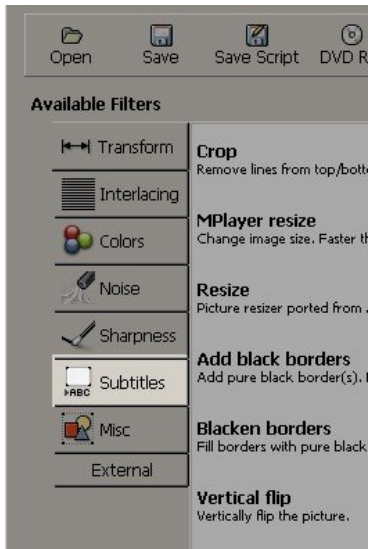 Open
Save
Save Script
DVD R
Available Filters
Transform
Interlacing
Colors
Noise
Sharpness
ABC
Subtitles
Misc
External
Crop
Remove lines from top/bott
MPlayer resize
Change image size. Faster th
Resize
Picture resizer ported from
Add black borders
Add pure black border(s).
Blacken borders
Fill borders with pure black
Vertical flip
Vertically flip the picture.